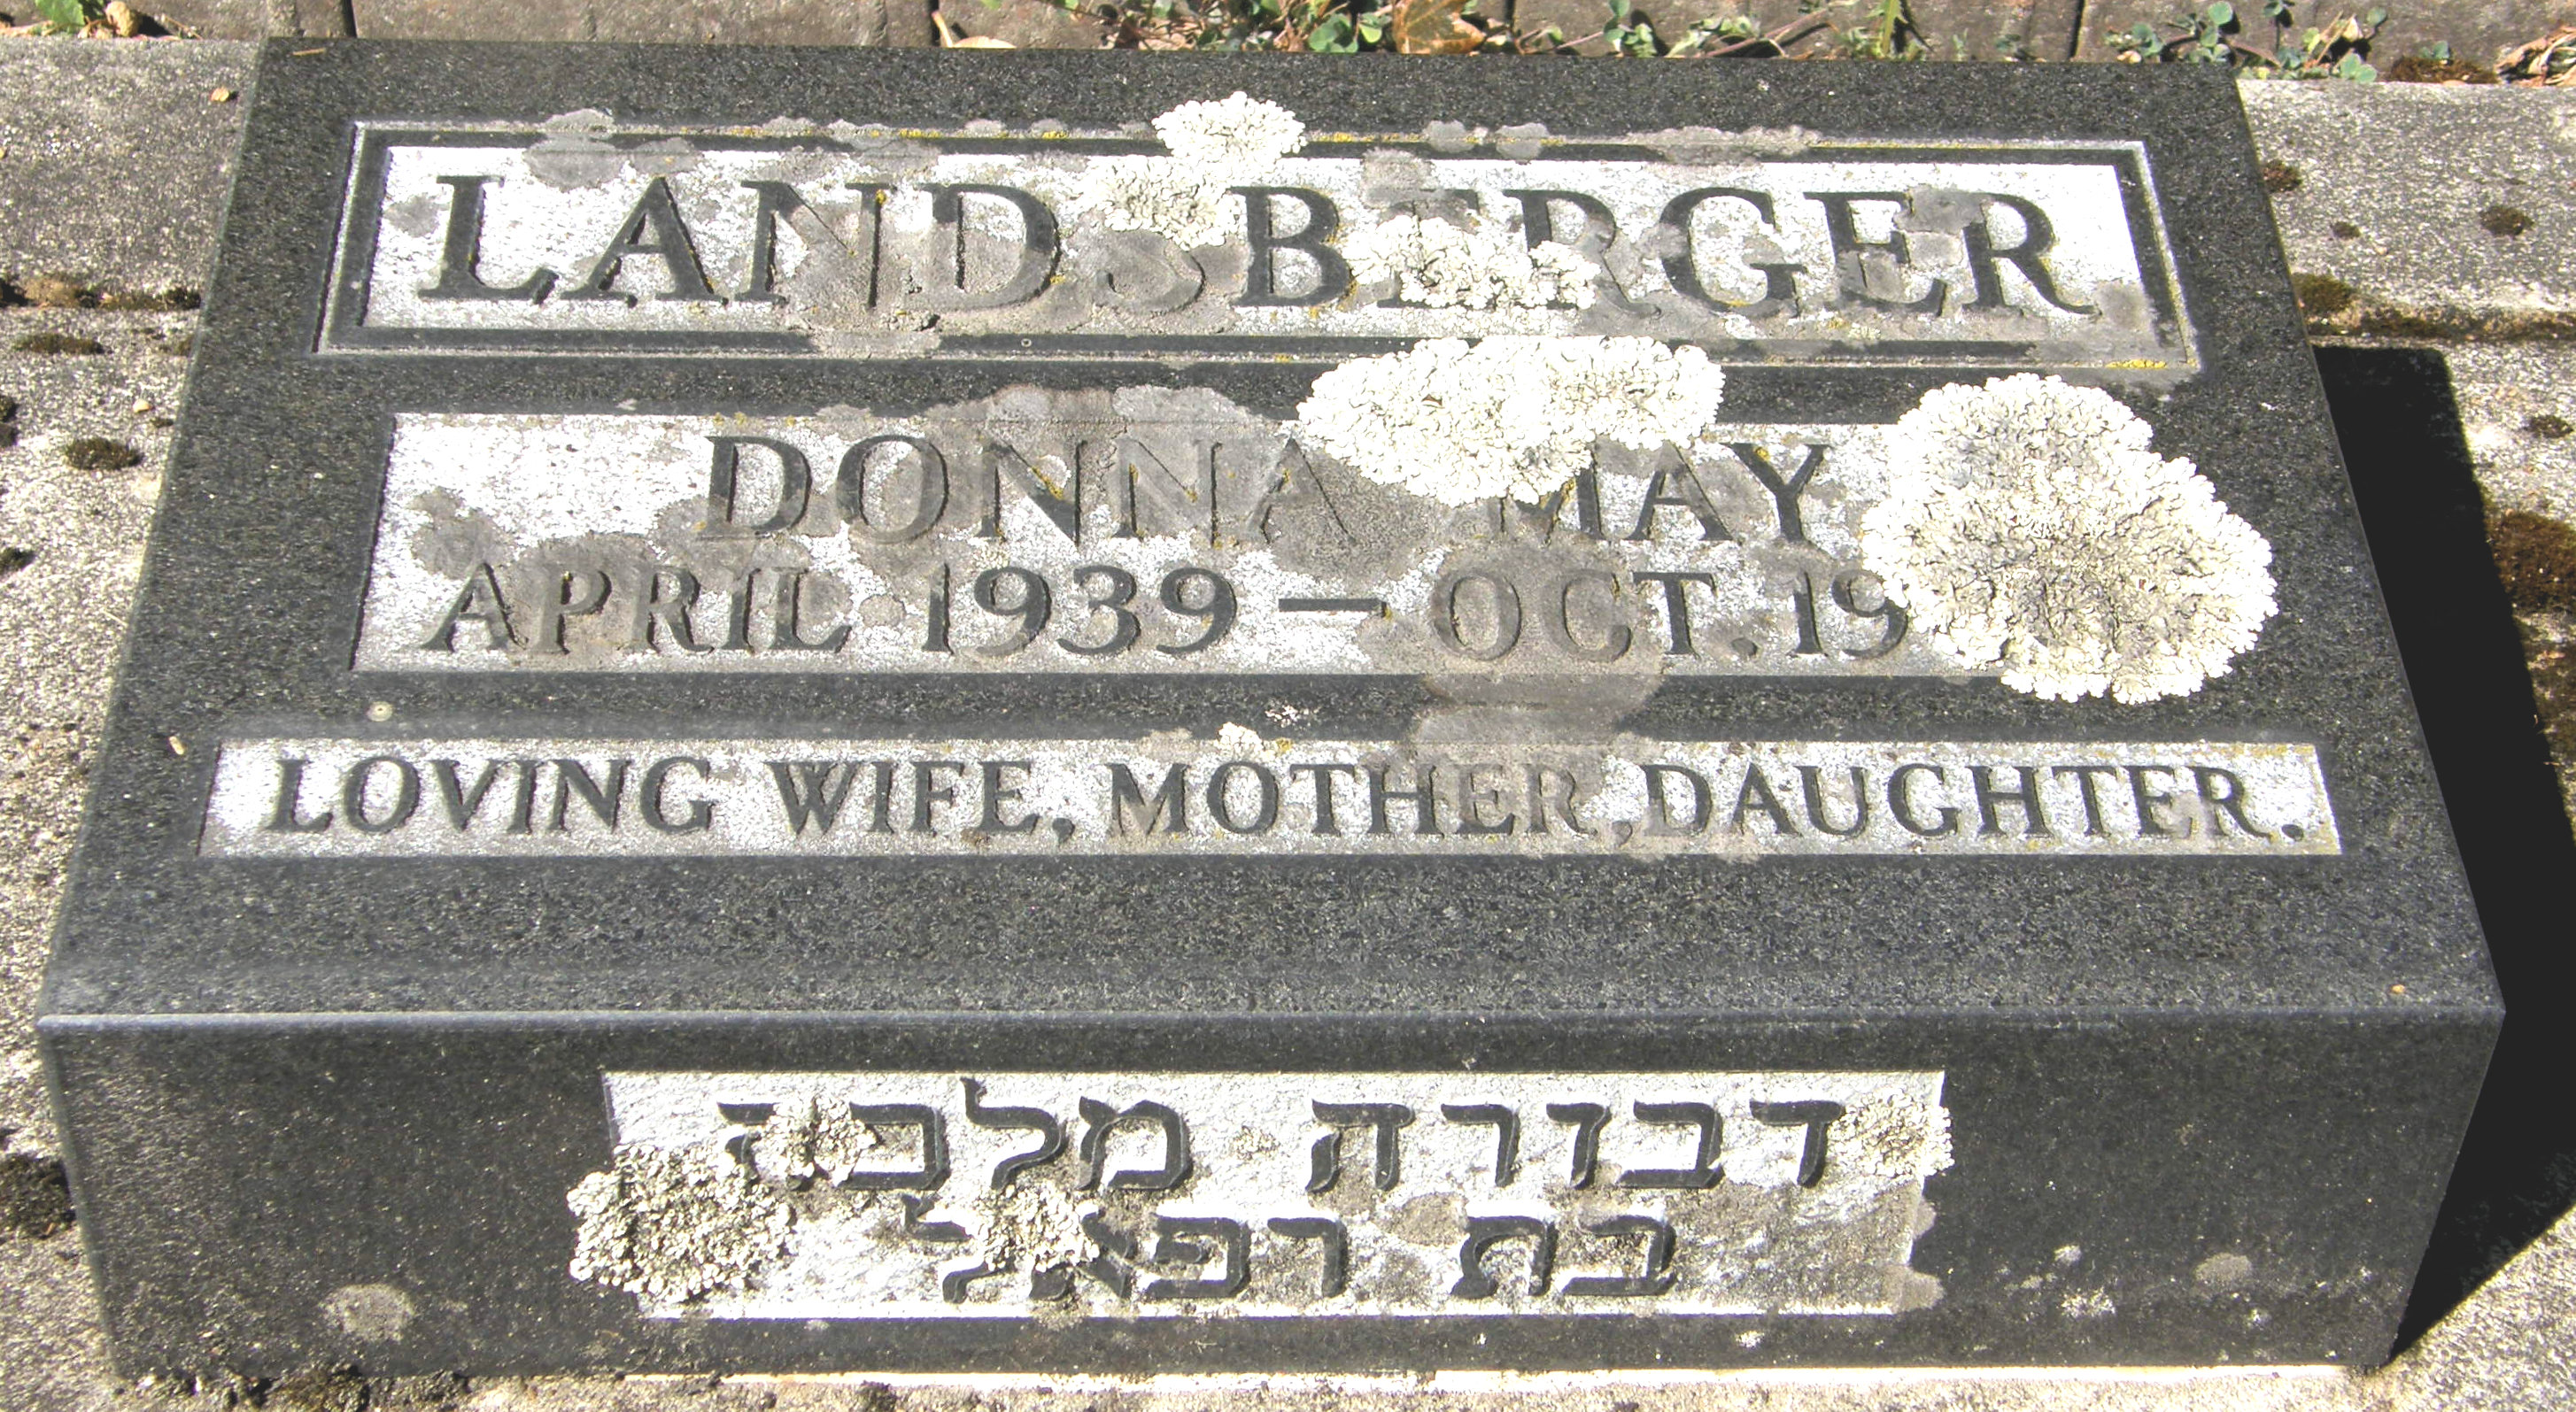 LANDSBERGER
DONNA MAY
APRIL 1939 — OCT.
LOVING WIFE, MOTHER, DAUGHTER.
דבורה מלכה
בת רפאל